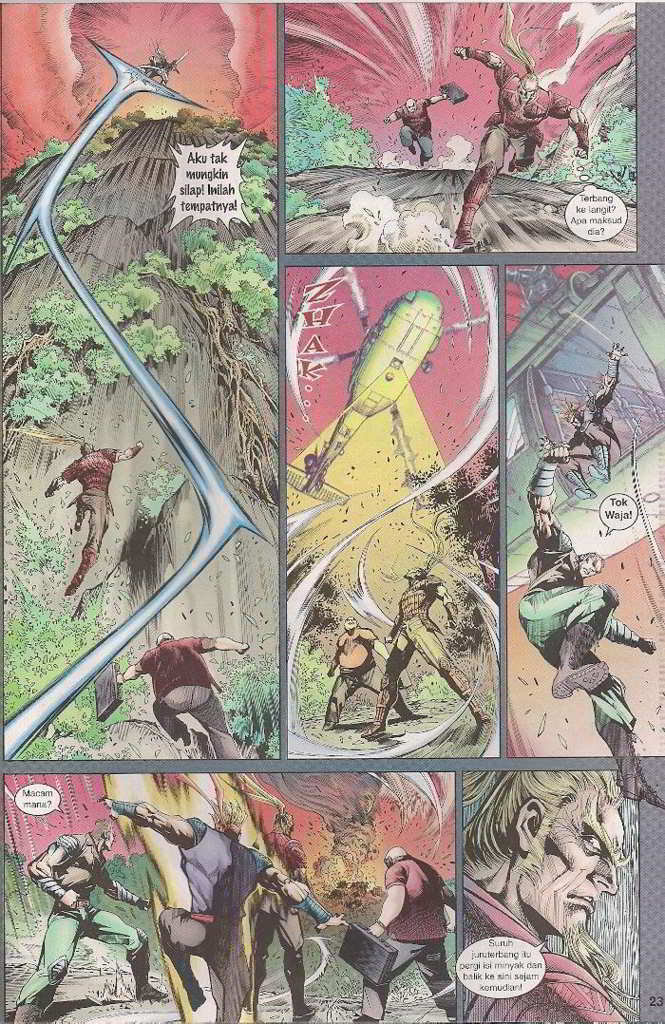 Aku tak
mungkin
silap! Inilah
tempatnya!
Terbang
ke langit?
Apa maksud
dia?
ZHAK...
Tok
Waja!
Macam
mana?
Suruh
juruterbang itu
pergi isi minyak dan
balik ke sini sejam
kemudian!
23